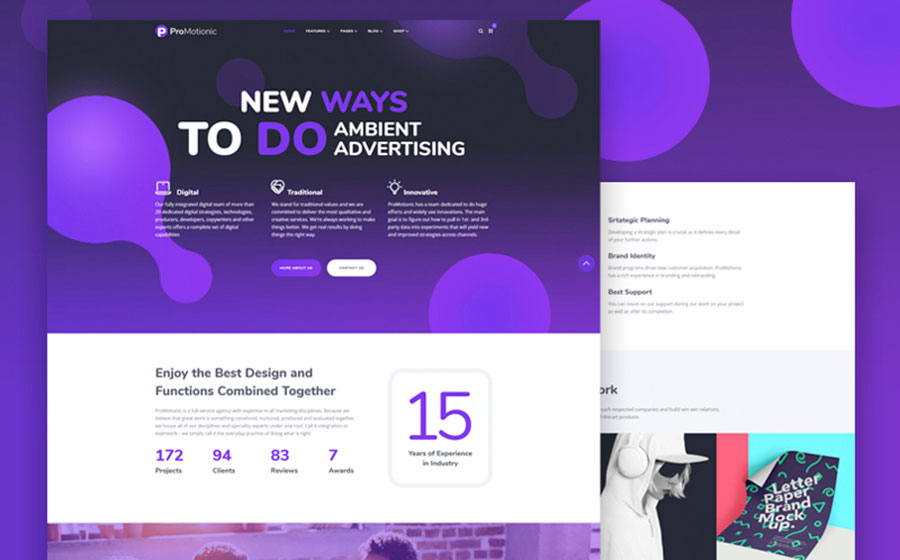 ProMotionic
HOME FEATURES PAGES BLOG SHOP
NEW WAYS
TO DO AMBIENT
ADVERTISING
Digital
Our fully integrated digital team of more than
dedicated digital strategists, technologies,
producers, developers, copywriters and other
experts offers a complete set of digital
capabilities
Traditional
We stand for traditional values and we are
committed to deliver the most qualitative and
creative services. We're always working to make
things better. We get real results by doing
things the right way.
Innovative
ProMotions has a team dedicated to do huge
efforts and widely use innovations. The main
goal is to figure out how to pull in 1st- and 3rd-
party data into experiments that will yield new
and improved strategies across channels.
MORE ABOUT US
CONTACT US
Enjoy the Best Design and
Functions Combined Together
ProMotionic is a full-service agency with expertise in all marketing disciplines. Because we
believe that great work is something convinced, nurtured, produced and evaluated together,
we house all of our disciplines and speciality experts under one roof. Call it integration or
teamwork – we simply call it the everyday practice of doing what is right.
172
Projects
94
Clients
83
Reviews
7
Awards
15
Years of Experience
in Industry
Srtategic Planning
Developing a strategic plan is crucial as it defines every detail
of your further actions.
Brand Identity
Brand programs drive new customer acquisition. ProMotionic
has a rich experience in branding and rebranding.
Best Support
You can count on our support during our work on your project
as well as after its completion.
ork
such respected companies and build win-win relations,
the art products.
Letter
Paper
Brand
Mock
up.